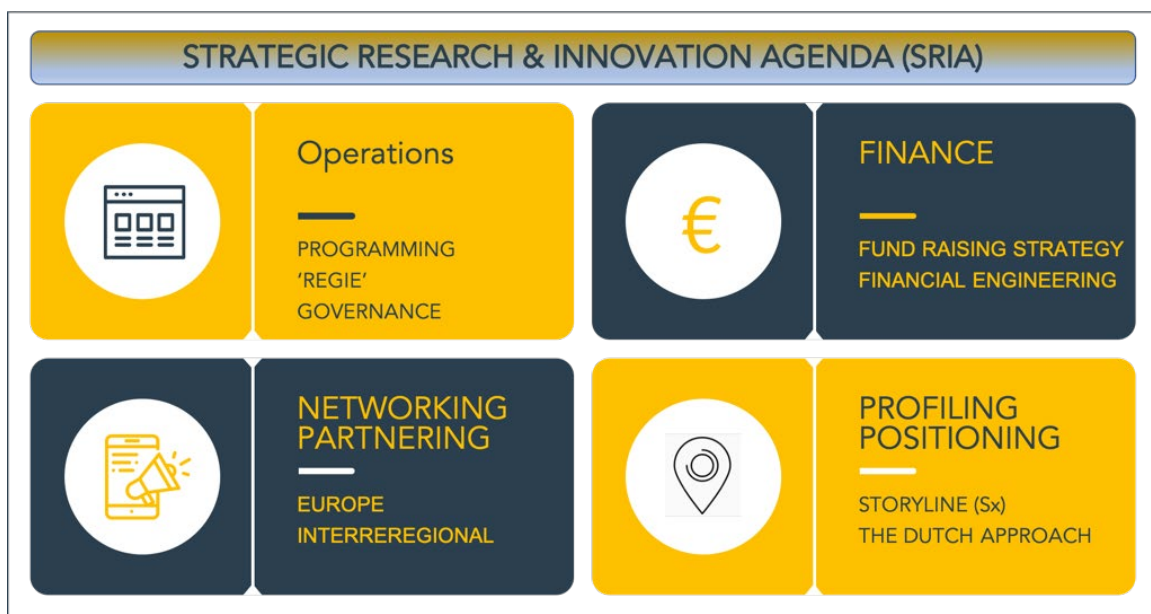 STRATEGIC RESEARCH & INNOVATION AGENDA (SRIA)
Operations
PROGRAMMING
‘REGIE’
GOVERNANCE
€
FINANCE
FUND RAISING STRATEGY
FINANCIAL ENGINEERING
NETWORKING
PARTNERING
EUROPE
INTERREREGIONAL
PROFILING
POSITIONING
STORYLINE (Sx)
THE DUTCH APPROACH